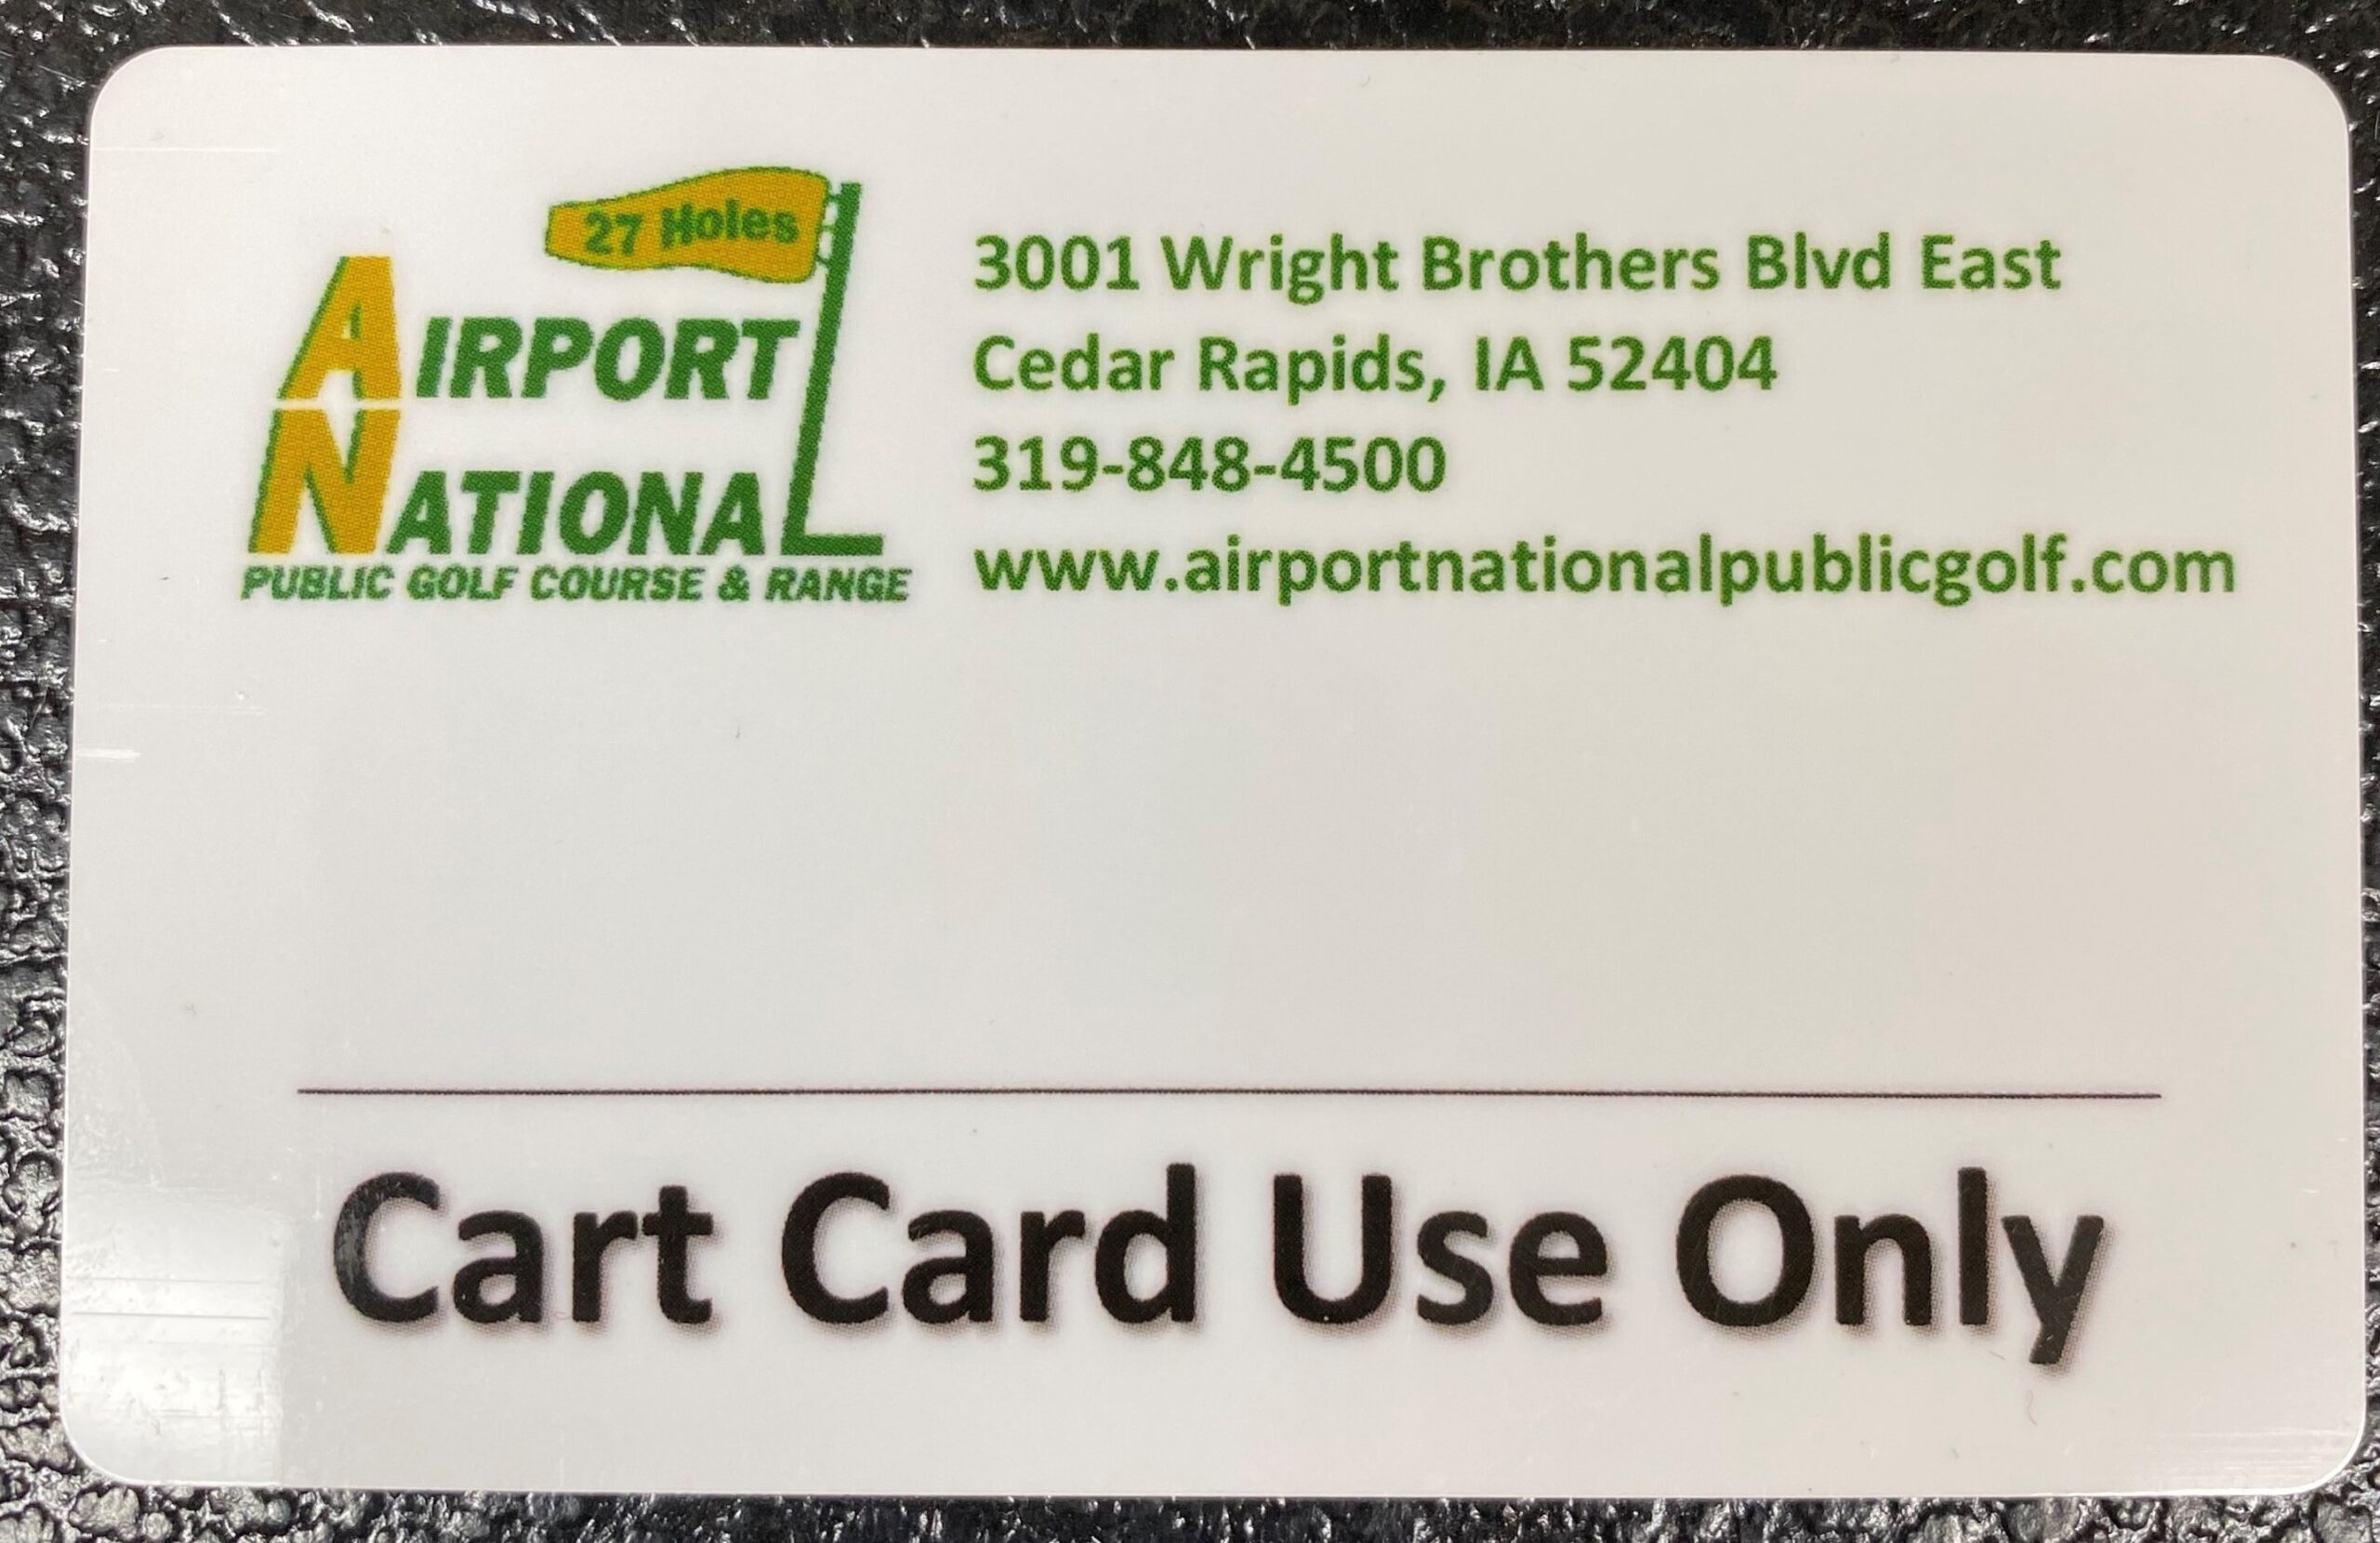 27 Holes
AIRPORT
NATIONAL
PUBLIC GOLF COURSE & RANGE
3001 Wright Brothers Blvd East
Cedar Rapids, IA 52404
319-848-4500
www.airportnationalpublicgolf.com
Cart Card Use Only